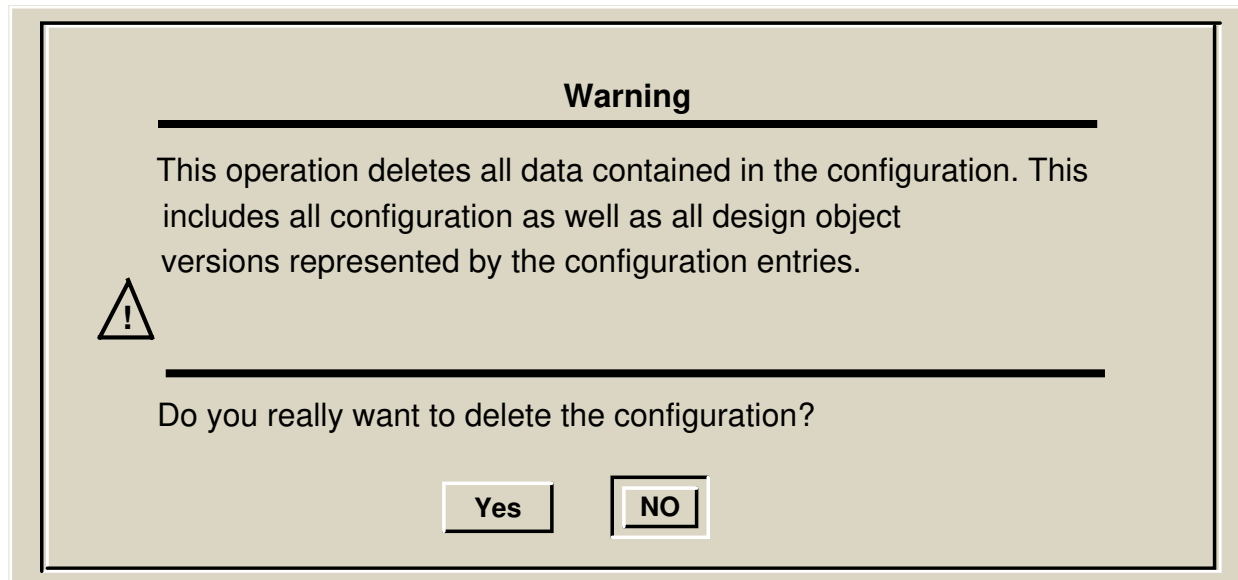 Warning
This operation deletes all data contained in the configuration. This
includes all configuration as well as all design object
versions represented by the configuration entries.
!
Do you really want to delete the configuration?
Yes NO